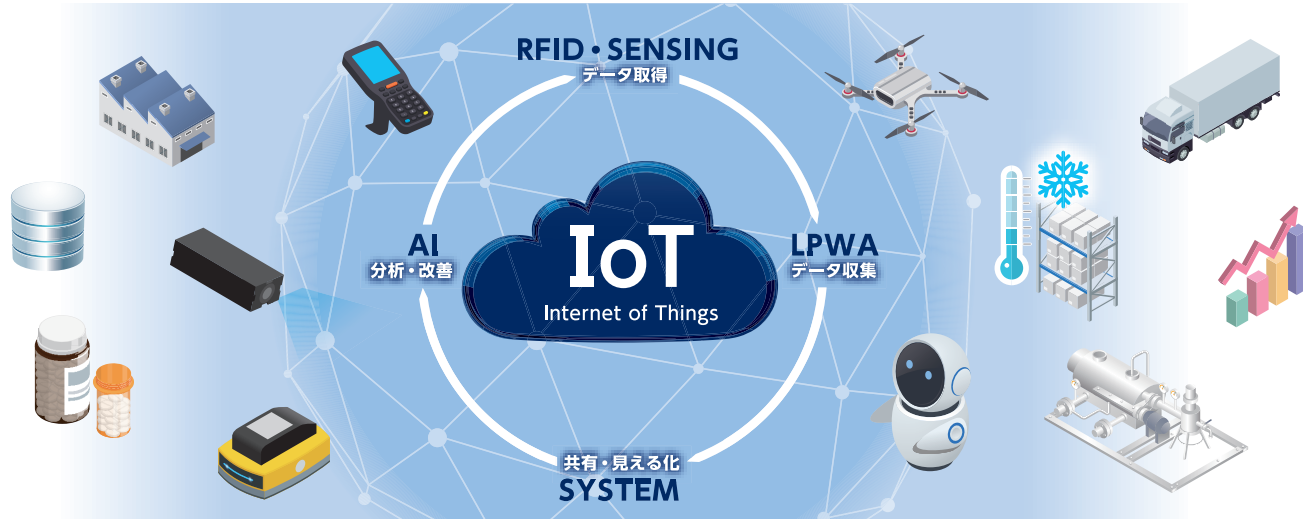 RFID・SENSING
データ取得
AI
分析・改善
IoT
Internet of Things
LPWA
データ収集
共有・見える化
SYSTEM